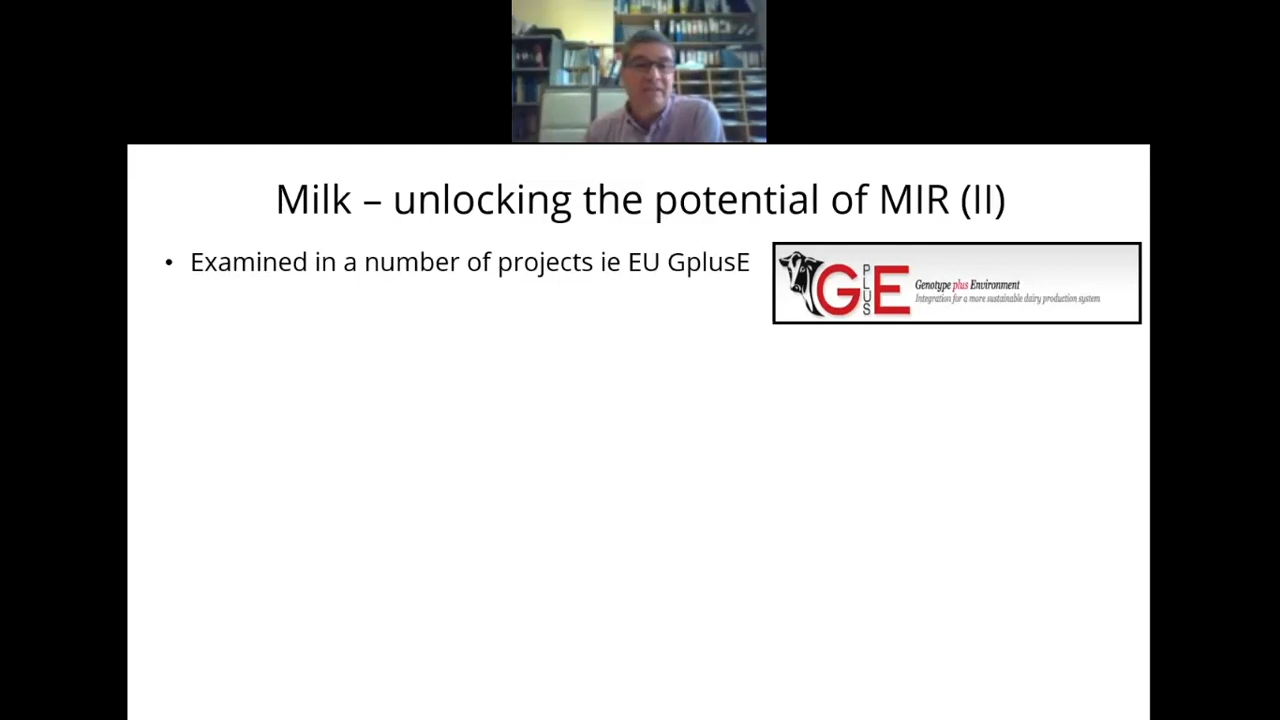 Milk – unlocking the potential of MIR (II)
• Examined in a number of projects ie EU GplusE
G PLUS E
Genotype plus Environment
Integration for a more sustainable dairy production system